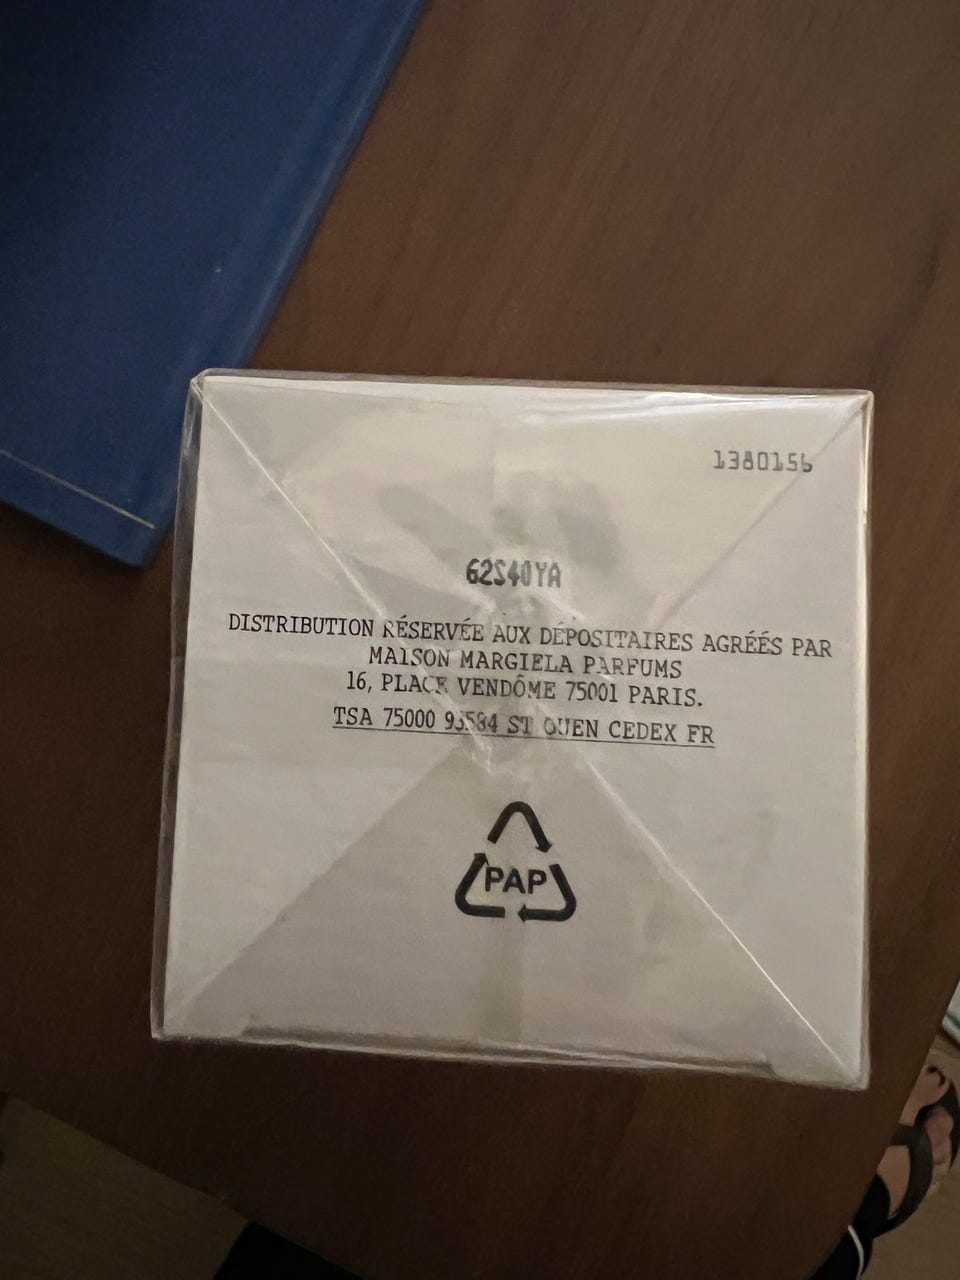 1380156
62S40YA
DISTRIBUTION RÉSERVÉE AUX DÉPOSITAIRES AGRÉÉS PAR
MAISON MARGIELA PARFUMS
16, PLACE VENDÔME 75001 PARIS.
TSA 75000 93584 ST OUEN CEDEX FR
PAP